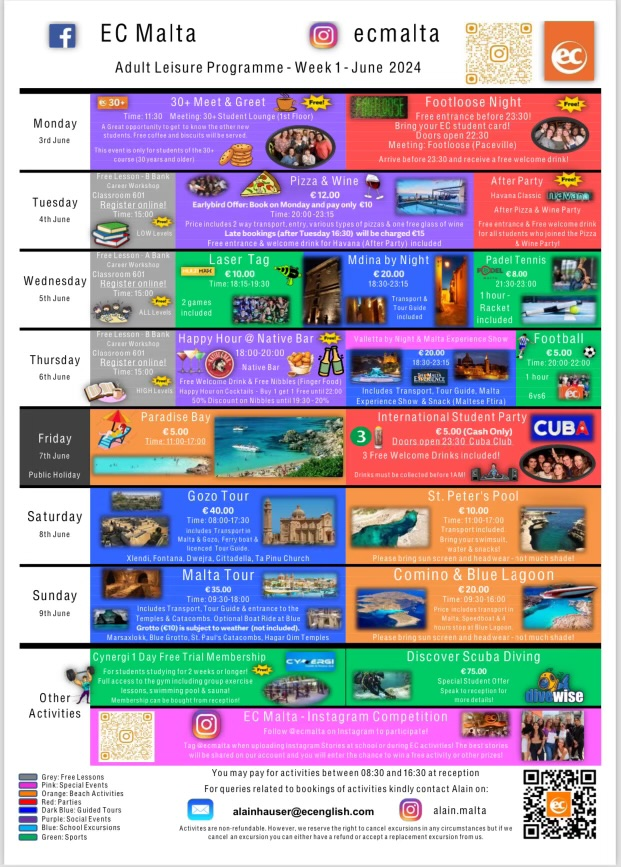 EC Malta
ecmalta
ec
Adult Leisure Programme - Week 1 - June 2024
Monday
3rd June
EC 30+
30+ Meet & Greet
Free!
Time: 11:30 Meeting: 30+ Student Lounge (1st Floor)
A Great opportunity to get to know the other new
students. Free coffee and biscuits will be served.
This event is only for students of the 30+
course (30 years and older)
Footloose Night
Free!
Free entrance before 23:30!
Bring your EC student card!
Doors open 22:30
Meeting: Footloose (Paceville)
Arrive before 23:30 and receive a free welcome drink!
Tuesday
4th June
Free Lesson - B Bank
Career Workshop
Classroom 601
Register online!
Time: 15:00
Free!
LOW Levels
Pizza & Wine
€ 12.00
Earlybird Offer: Book on Monday and pay only €10
Time: 20:00-23:15
Price includes 2 way transport, entry, various types of pizzas and one free glass of wine
Late bookings (after Tuesday 16:30) will be charged €15
Free entrance & welcome drink for Havana (After Party) included
After Party
Havana Classic
After Pizza & Wine Party
Free Entrance & Free welcome drink
for all students who joined the Pizza
& Wine Party!
Wednesday
5th June
Free Lesson - A Bank
Career Workshop
Classroom 601
Register online!
Time: 15:00
Free!
ALL Levels
Laser Tag
€ 10.00
Time: 18:15-19:30
2 games
included
Mdina by Night
€ 20.00
18:30-23:15
Transport &
Tour Guide
included
Padel Tennis
€ 8.00
21:30-23:00
1 hour -
Racket
included
Thursday
6th June
Free Lesson - B Bank
Career Workshop
Classroom 601
Register online!
Time: 15:00
Free!
HIGH Levels
Happy Hour @ Native Bar
18:00-20:00
Native Bar
Free!
Free Welcome Drink & Free Nibbles (Finger Food)
Happy Hour on Cocktails - Buy 1 get 1 Free until 22:00
50% Discount on Nibbles until 19:30 - 20%
Valletta by Night & Malta Experience Show
€ 20.00
18:30-23:15
Includes Transport, Tour Guide, Malta
Experience Show & Snack (Maltese Ftira)
Football
€ 5.00
Time: 20:00-22:00
1 hour
6vs6
Friday
7th June
Public Holiday
Paradise Bay
€ 5.00
Time: 11:00-17:00
International Student Party
3
€ 5.00 (Cash Only)
Doors open 23:30 Cuba Club
3 Free Welcome Drinks included!
Drinks must be collected before 1AM!
CUBA
Saturday
8th June
Gozo Tour
€ 40.00
Time: 08:00-17:30
Includes Transport in
Malta & Gozo, Ferry boat &
licenced Tour Guide.
Xlendi, Fontana, Dwejra, Cittadella, Ta Pinu Church
St. Peter's Pool
€ 10.00
Time: 11:00-17:00
Transport included
Bring your swimsuit,
water & snacks!
Please bring sun screen and headwear - not much shade!
Sunday
9th June
Malta Tour
€ 35.00
Time: 09:30-18:00
Includes Transport, Tour Guide & entrance to the
Temples & Catacombs. Optional Boat Ride at Blue
Grotto (€10) is subject to weather (not included).
Marsaxlokk, Blue Grotto, St. Paul's Catacombs, Hagar Qim Temples
Comino & Blue Lagoon
€ 20.00
Time: 09:30-16:00
Price includes transport in
Malta, Speedboat & 4
hours stop at Blue Lagoon.
Please bring sun screen and headwear - not much shade!
Other
Activities
Cynergi 1 Day Free Trial Membership
For students studying for 2 weeks or longer!
Full access to the gym including group exercise
lessons, swimming pool & sauna!
Membership can be bought from reception!
Free!
CYNERGI
Discover Scuba Diving
€ 75.00
Special Student Offer
Speak to reception for
more details!
divewise
EC Malta - Instagram Competition
Follow @ecmalta on Instagram to participate!
Tag @ecmalta when uploading Instagram Stories at school or during EC activities! The best stories
will be shared on our account and you will enter the chance to win a free activity or other prizes!
Grey: Free Lessons
Pink: Special Events
Orange: Beach Activities
Red: Parties
Dark Blue: Guided Tours
Purple: Social Events
Blue: School Excursions
Green: Sports
You may pay for activities between 08:30 and 16:30 at reception
For queries related to bookings of activities kindly contact Alain on:
alainhauser@ecenglish.com
alain.malta
Activities are non-refundable. However, we reserve the right to cancel excursions in any circumstances but if we
cancel an excursion you can either have a refund or accept a replacement excursion from us.
ec